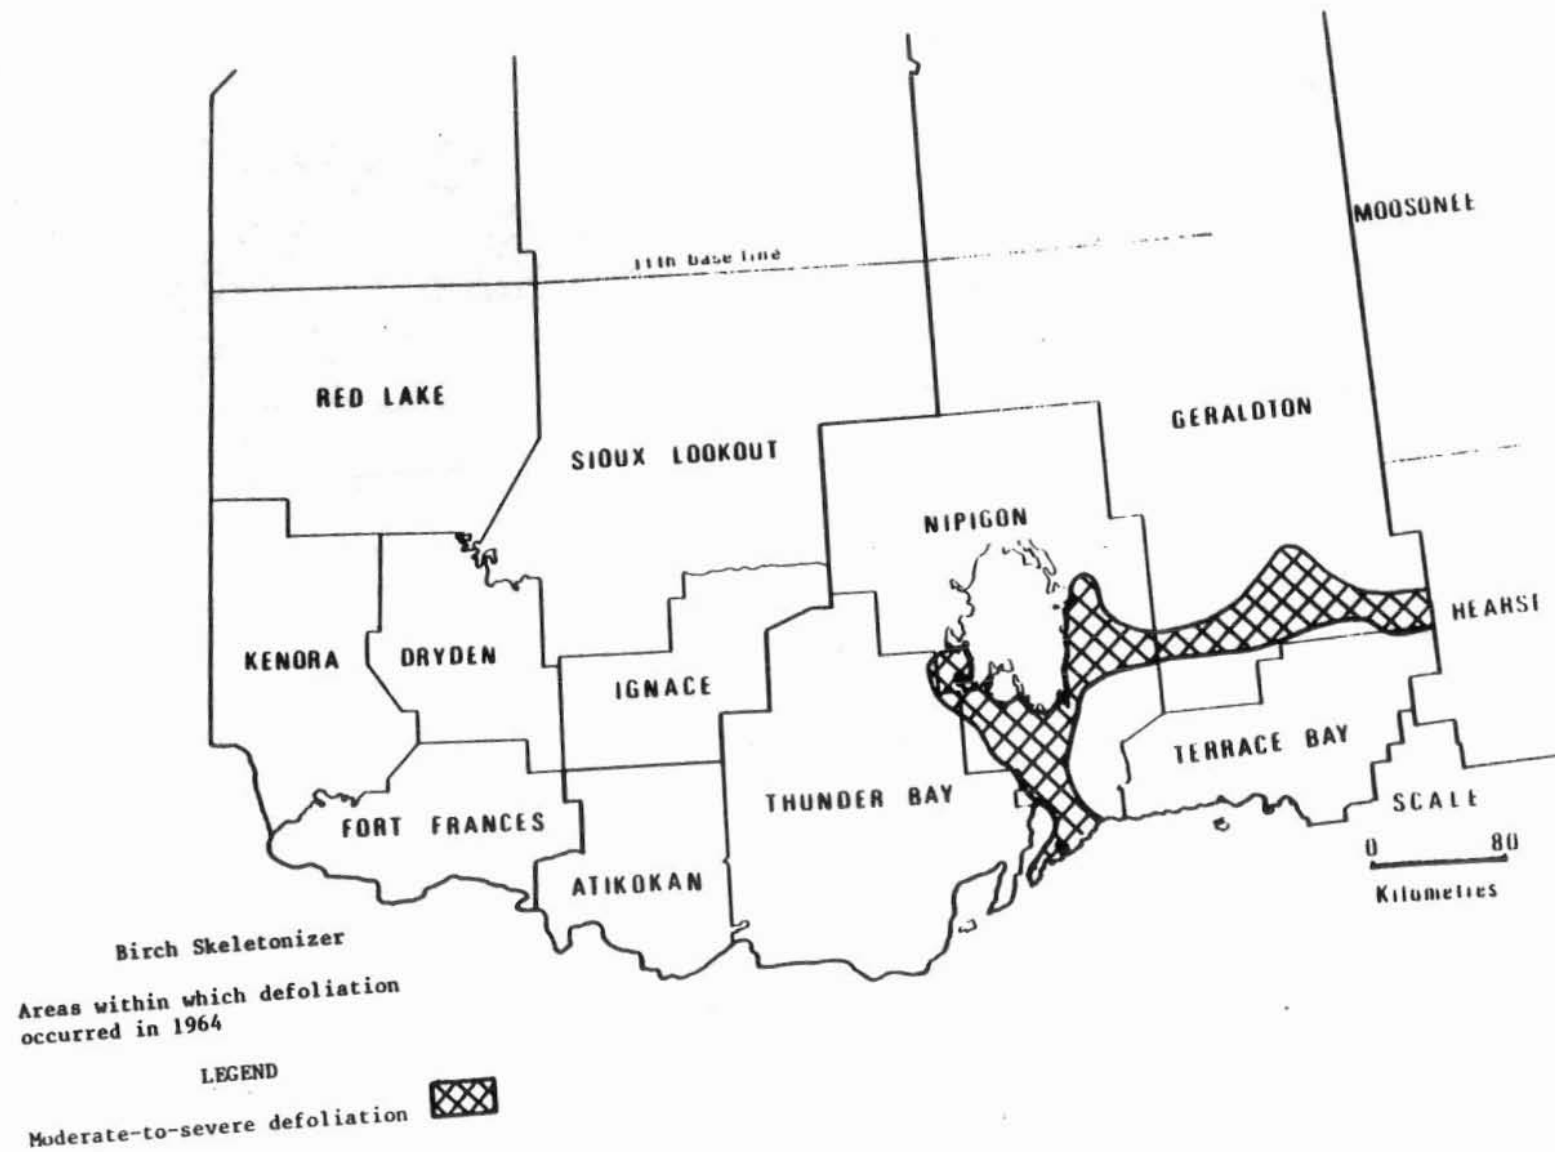 MOOSONEE
11th base line
RED LAKE
GERALDTON
SIOUX LOOKOUT
NIPIGON
HEARST
KENORA
DRYDEN
IGNACE
TERRACE BAY
THUNDER BAY
SCALE
FORT FRANCES
0 80
Kilometres
ATIKOKAN
Birch Skeletonizer
Areas within which defoliation
occurred in 1964
LEGEND
Moderate-to-severe defoliation